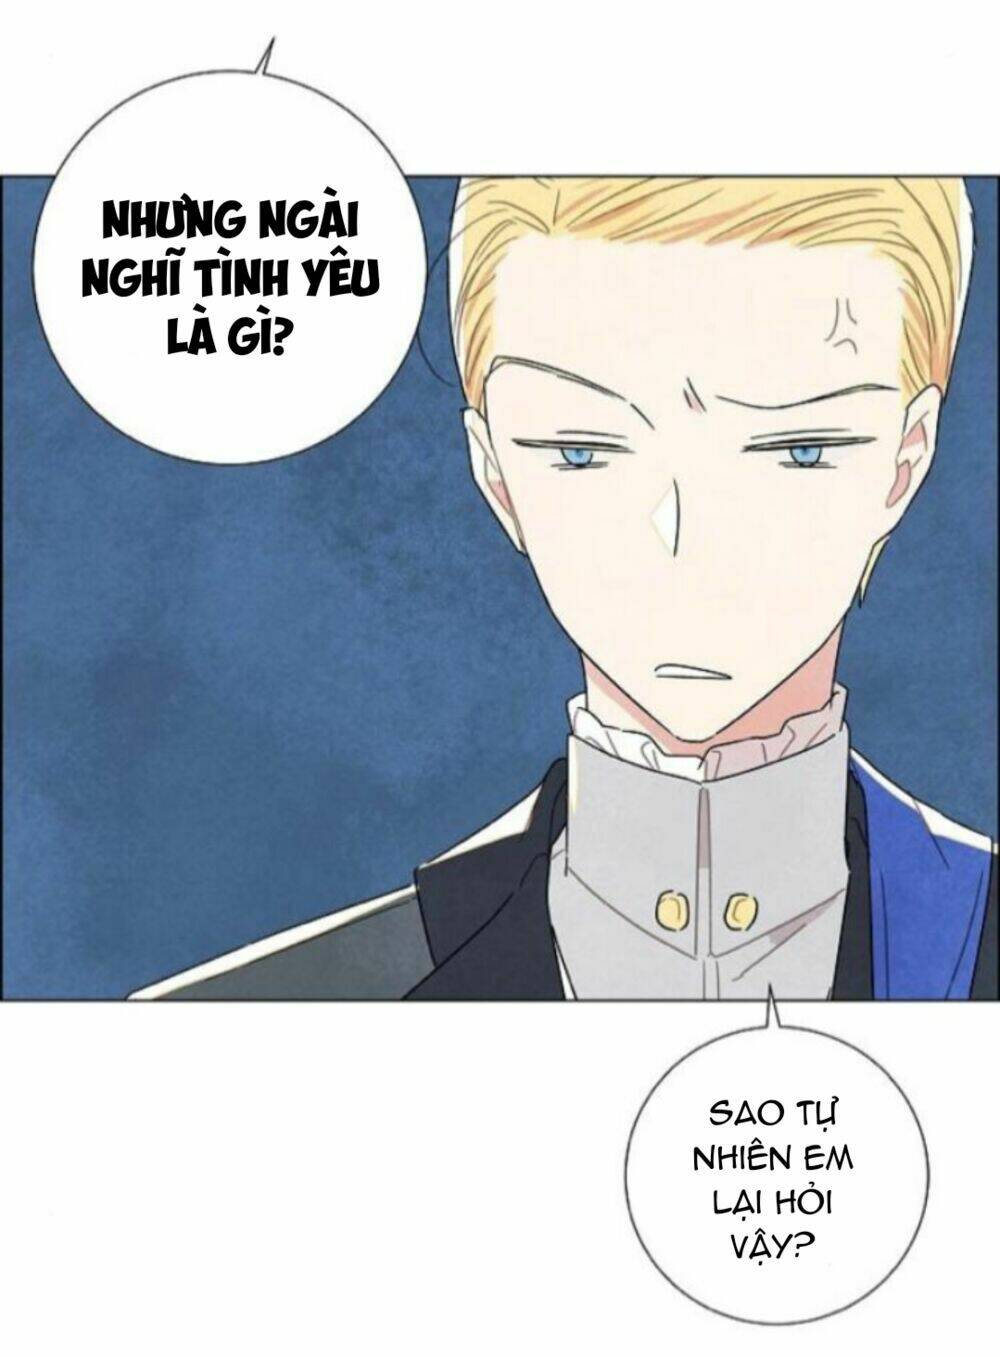 NHƯNG NGÀI
NGHĨ TÌNH YÊU
LÀ GÌ?
SAO TỰ
NHIÊN EM
LẠI HỎI
VẬY?